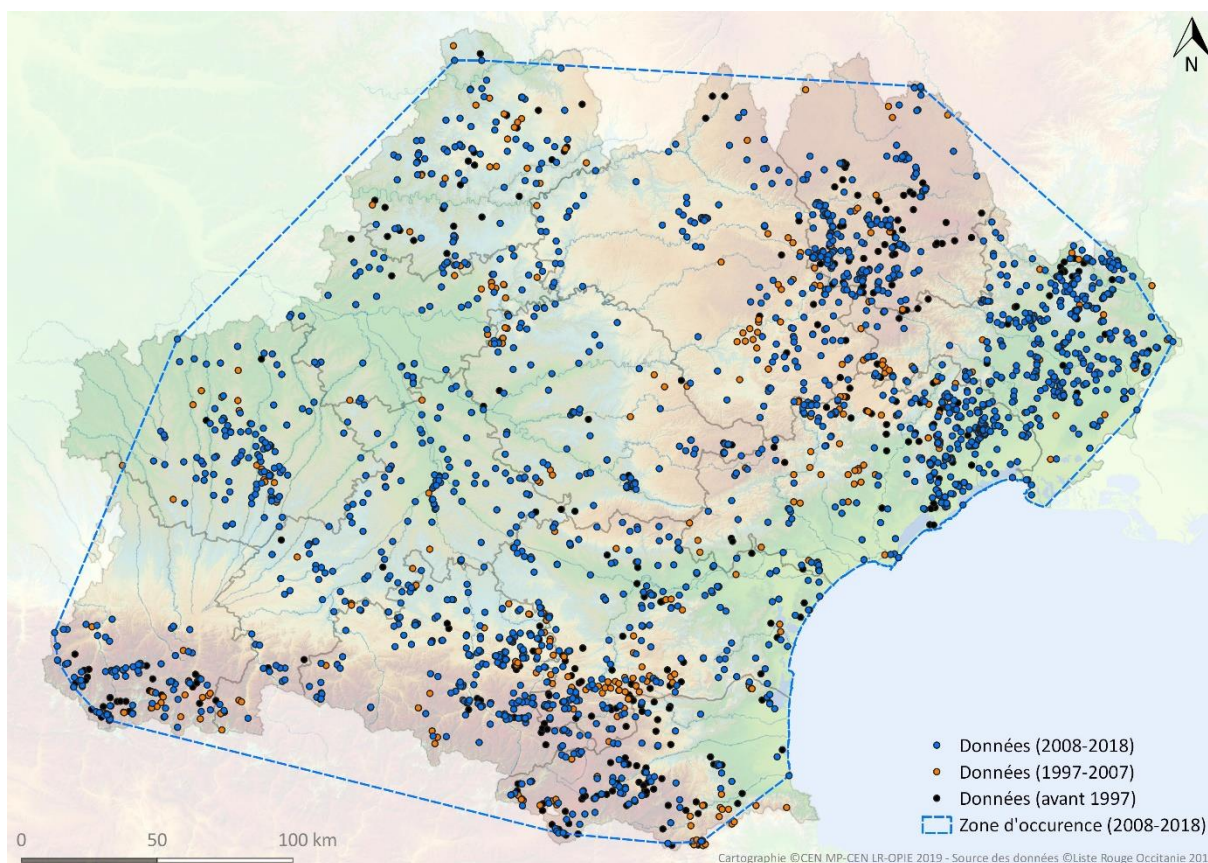 N
Données (2008-2018)
Données (1997-2007)
Données (avant 1997)
Zone d'occurence (2008-2018)
0 50 100 km
Cartographie ©CEN MP-CEN LR-OPIE 2019 - Source des données ©Liste Rouge Occitanie 201